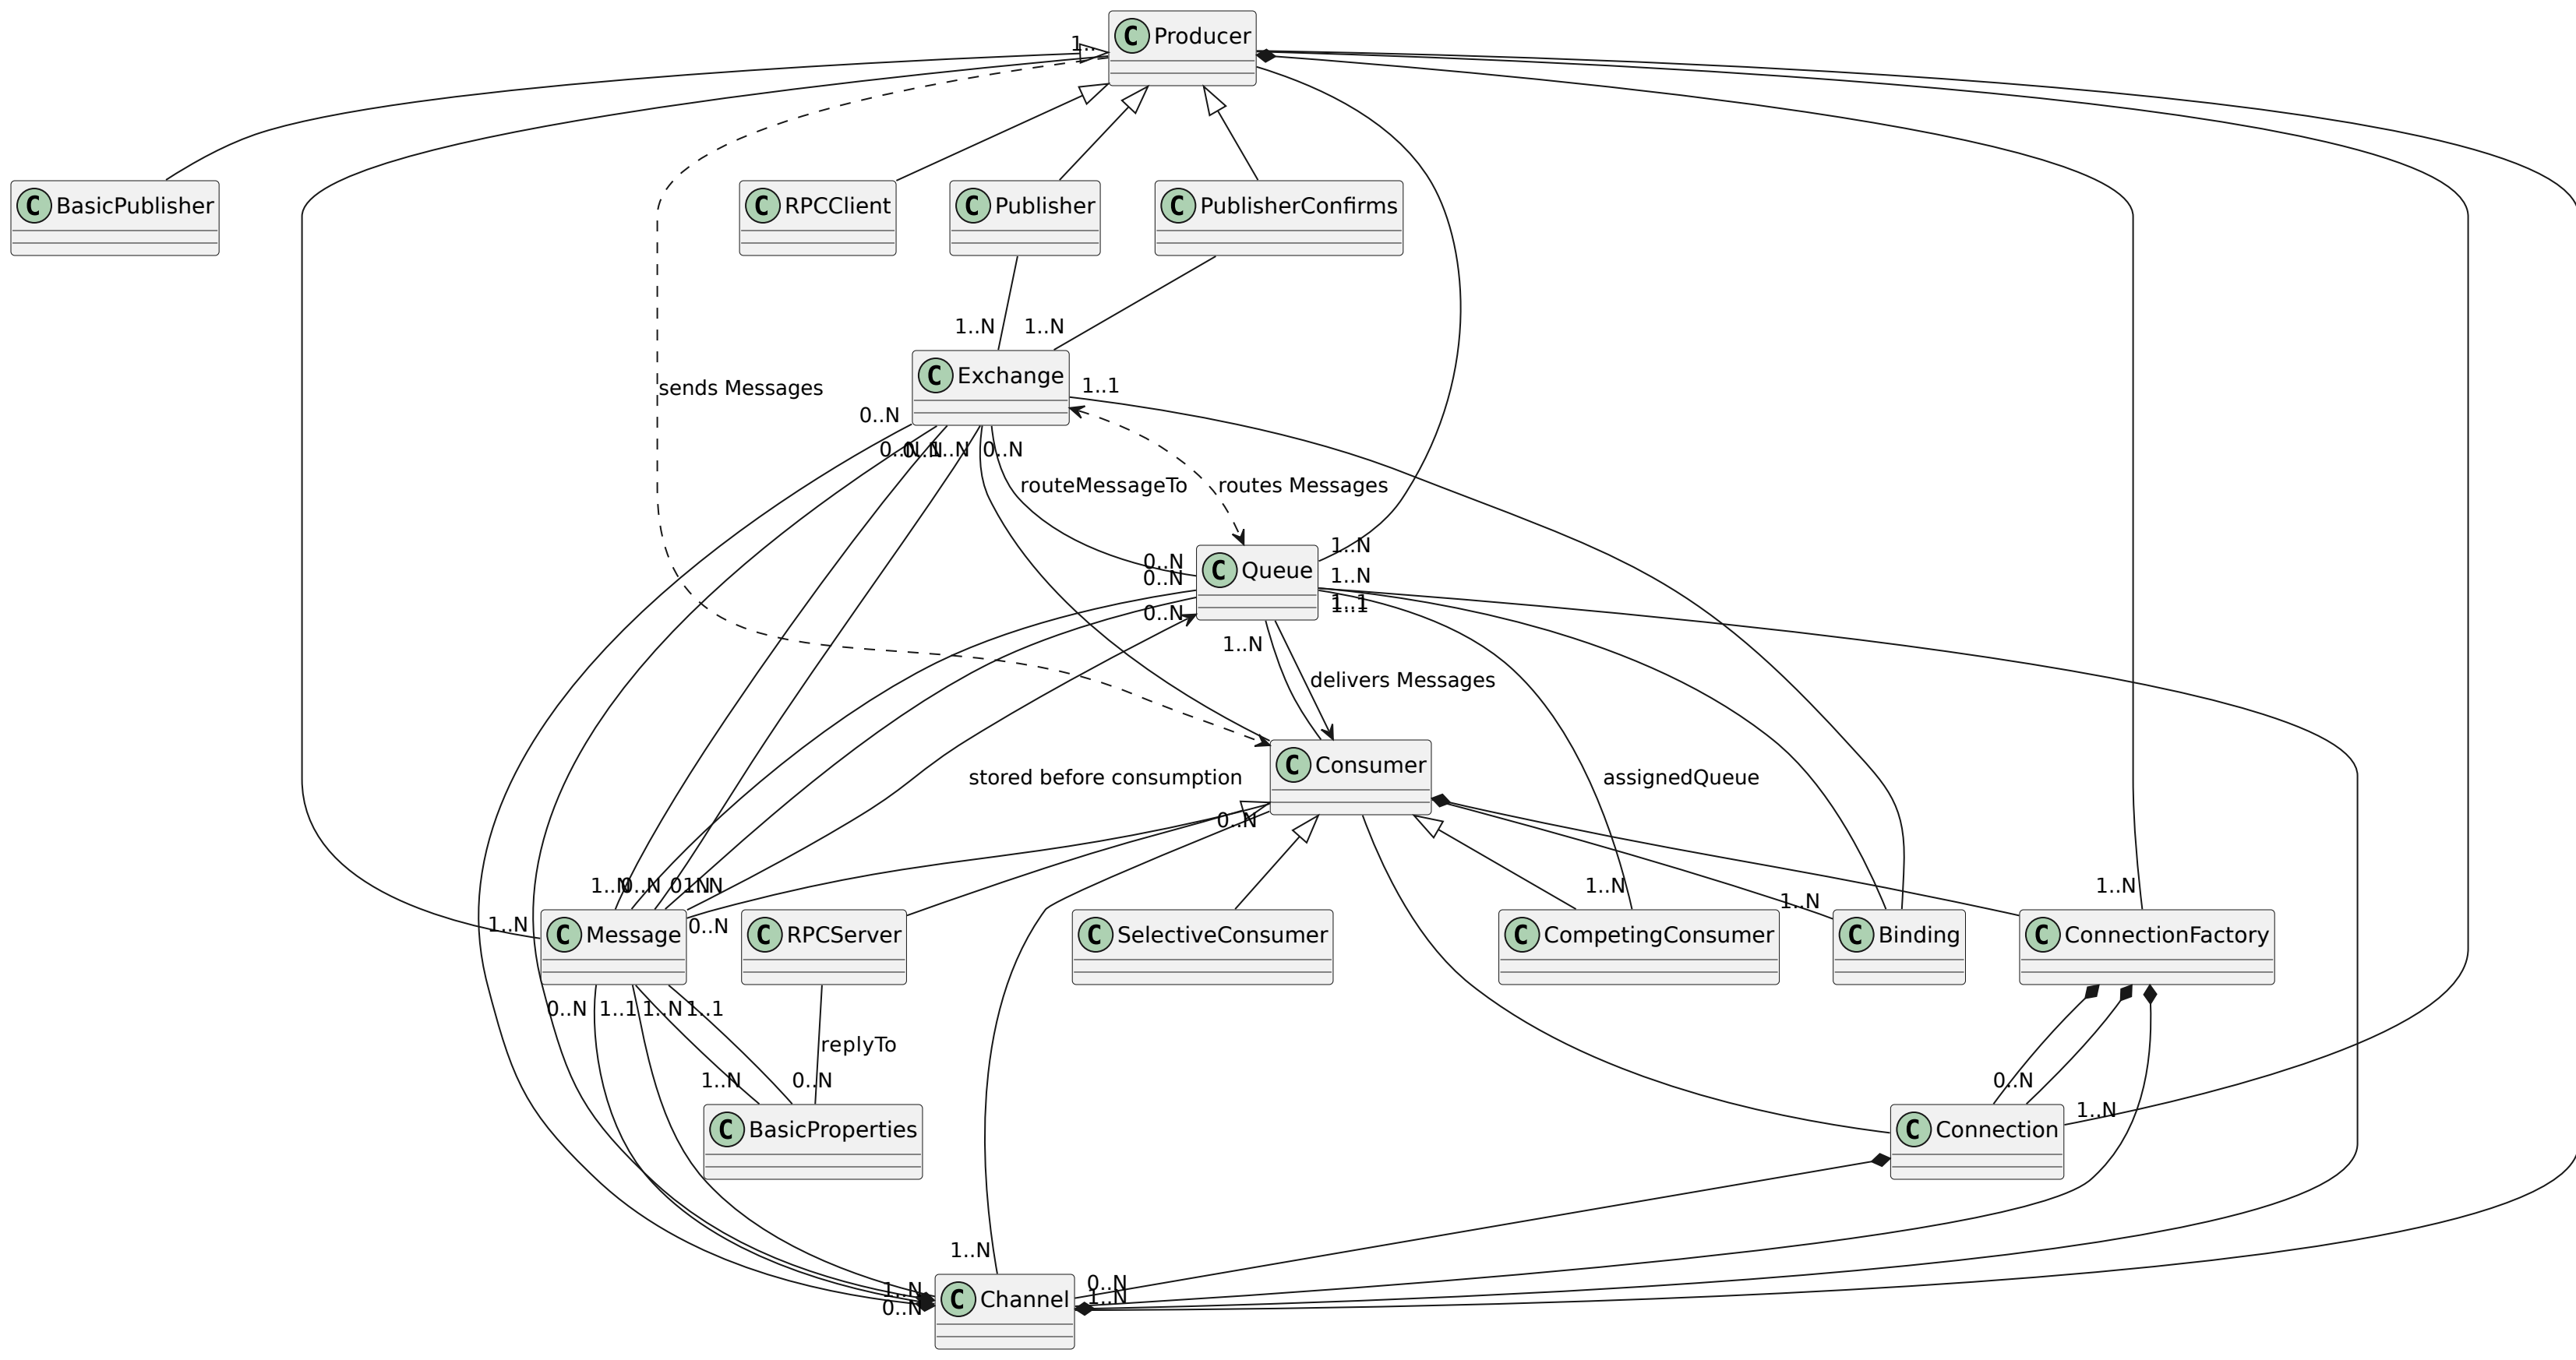 C Producer
1..
C BasicPublisher
C RPCClient
C Publisher
C PublisherConfirms
1..N
1..N
C Exchange
1..1
sends Messages
0..N
0..N
routeMessageTo
routes Messages
1..N
0..N
C Queue
1..N
0..N
1..1
0..N
1..N
delivers Messages
C Consumer
stored before consumption
assignedQueue
0..N
1..N
0..N
1..N
1..N
1..N
1..N
0..N
C Message
C RPCServer
C SelectiveConsumer
C CompetingConsumer
C Binding
C ConnectionFactory
0..N
1..1
1..N
1..1
replyTo
1..N
0..N
0..N
1..N
C BasicProperties
C Connection
1..N
0..N
1..N
1..N
0..N
C Channel